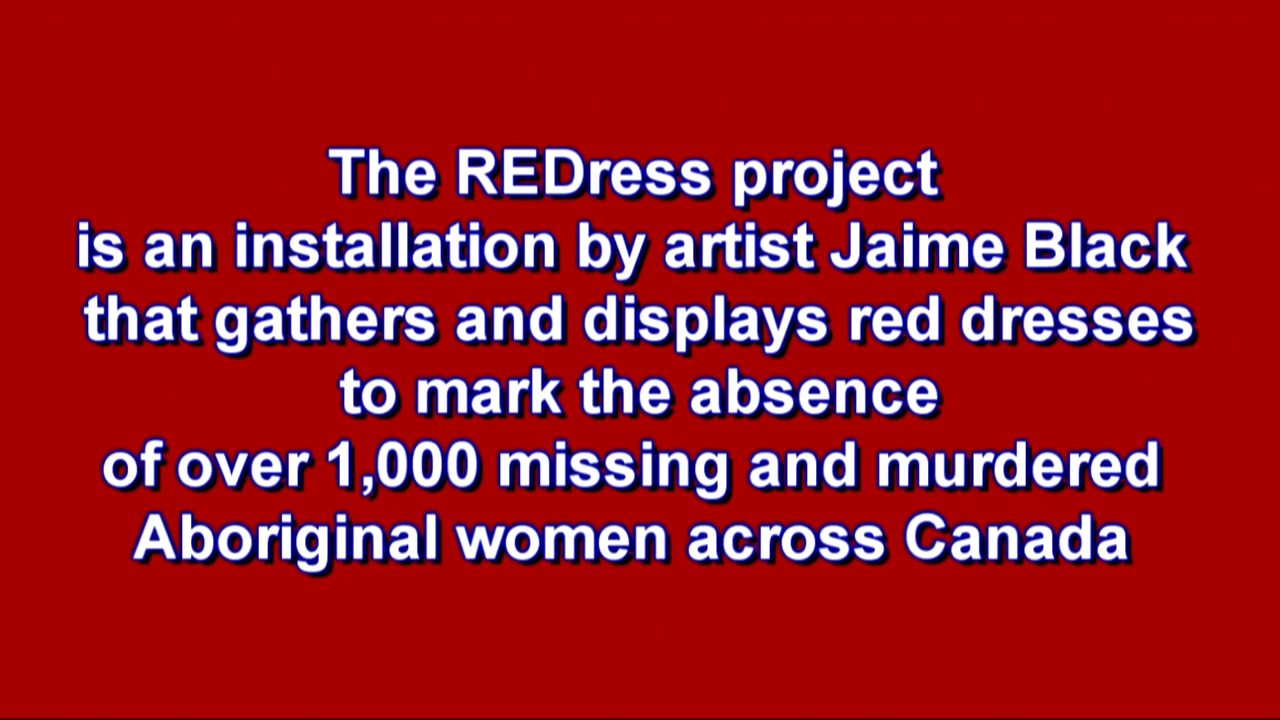 The REDress project
is an installation by artist Jaime Black
that gathers and displays red dresses
to mark the absence
of over 1,000 missing and murdered
Aboriginal women across Canada